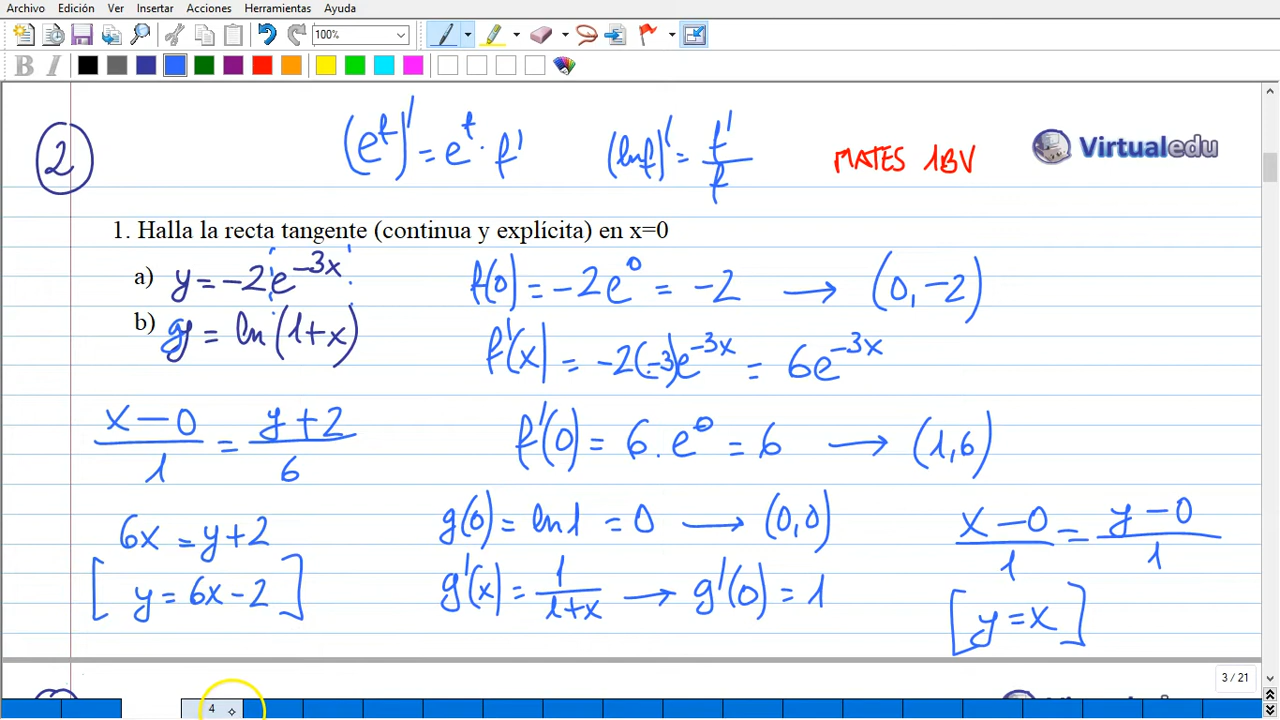 Archivo Editar Ver Insertar Acciones Herramientas Ayuda
100%
B I
2
(e^f)' = e^f · f'
(ln f)' = f'/f
MATES 1BV
Virtualedu
1. Halla la recta tangente (continua y explícita) en x=0
a) y = -2e^-3x
f(0) = -2e^0 = -2 → (0, -2)
b) gy = ln(1+x)
f'(x) = -2(-3)e^-3x = 6e^-3x
(x-0)/1 = (y+2)/6
f'(0) = 6 . e^0 = 6 → (1,6)
6x = y+2
g(0) = ln1 = 0 → (0,0)
(x-0)/1 = (y-0)/1
[y = 6x-2]
g'(x) = 1/(1+x) → g'(0) = 1
[y = x]
3 / 21
4